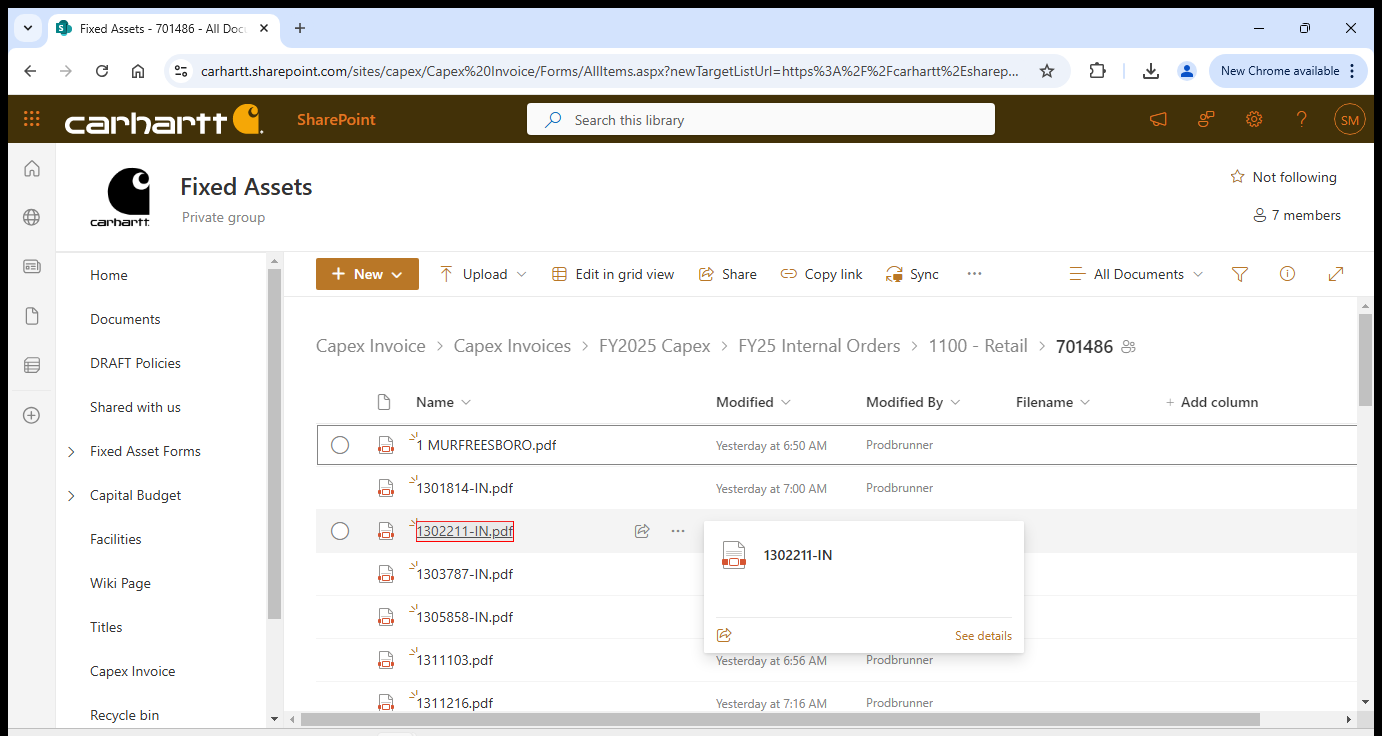 Fixed Assets - 701486 - All Doc
carhartt.sharepoint.com/sites/capex/Capex%20Invoice/Forms/AllItems.aspx?newTargetListUrl=https%3A%2F%2Fcarhartt%2Esharep...
New Chrome available
carhartt
SharePoint
Search this library
SM
carhartt
Fixed Assets
Private group
Not following
7 members
Home
Documents
DRAFT Policies
Shared with us
Fixed Asset Forms
Capital Budget
Facilities
Wiki Page
Titles
Capex Invoice
Recycle bin
New
Upload
Edit in grid view
Share
Copy link
Sync
All Documents
Capex Invoice > Capex Invoices > FY2025 Capex > FY25 Internal Orders > 1100 - Retail > 701486
Name Modified Modified By Filename + Add column
1 MURFREESBORO.pdf Yesterday at 6:50 AM Prodbrunner
1301814-IN.pdf Yesterday at 7:00 AM Prodbrunner
1302211-IN.pdf
1303787-IN.pdf
1305858-IN.pdf
1311103.pdf Yesterday at 6:56 AM Prodbrunner
1311216.pdf Yesterday at 7:16 AM Prodbrunner
1302211-IN
See details